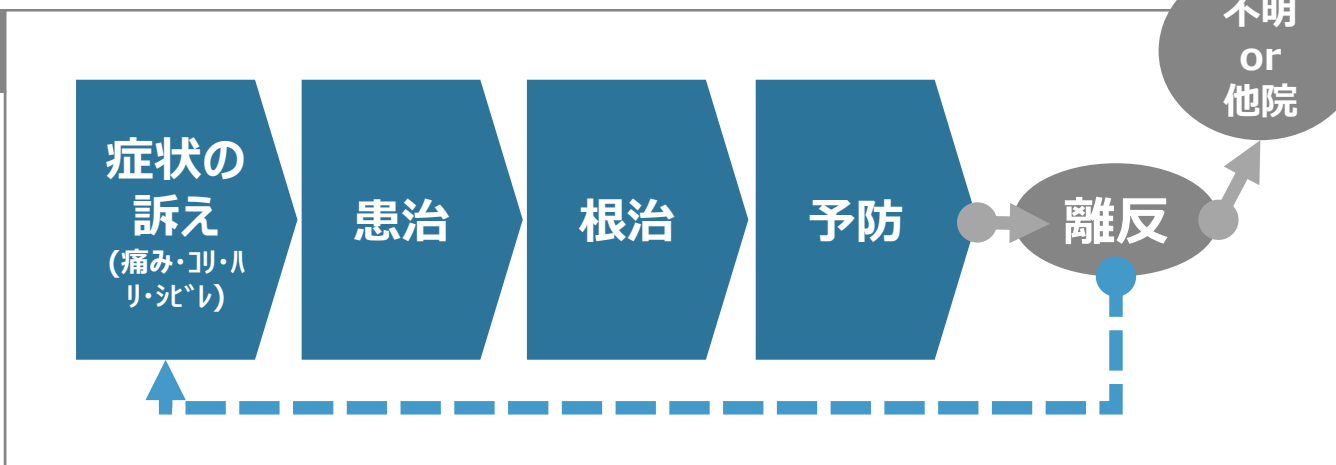 症状の
訴え
(痛み･ｺﾘ･ﾊ
ﾘ･ｼﾋﾞﾚ)
患治
根治
予防
離反
不明
or
他院